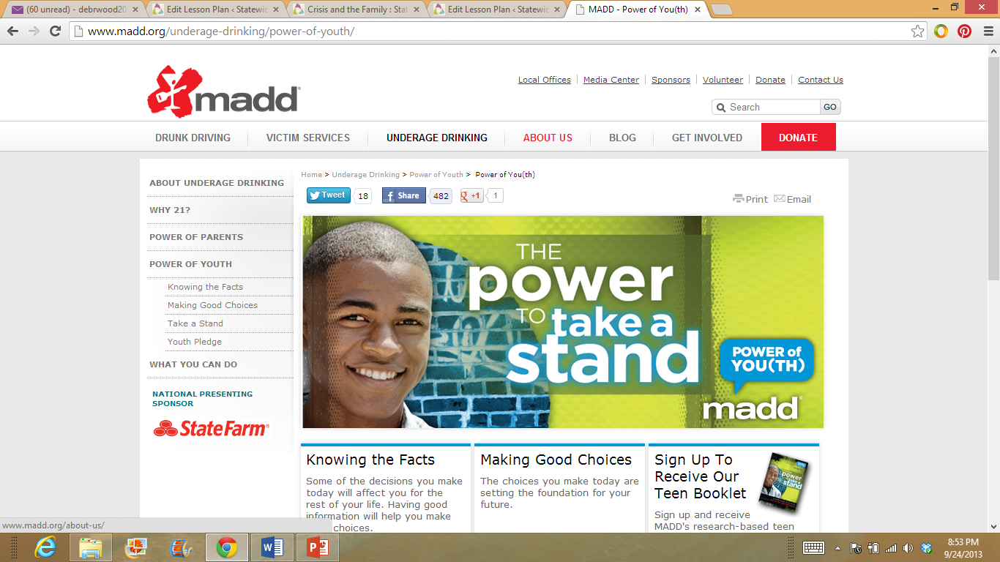 (60 unread) - debrwood20
Edit Lesson Plan ‹ Statewid
Crisis and the Family : Stat
Edit Lesson Plan ‹ Statewid
MADD - Power of You(th)
www.madd.org/underage-drinking/power-of-youth/
madd®
Local Offices
Media Center
Sponsors
Volunteer
Donate
Contact Us
Search
GO
DRUNK DRIVING
VICTIM SERVICES
UNDERAGE DRINKING
ABOUT US
BLOG
GET INVOLVED
DONATE
ABOUT UNDERAGE DRINKING
WHY 21?
POWER OF PARENTS
POWER OF YOUTH
Knowing the Facts
Making Good Choices
Take a Stand
Youth Pledge
WHAT YOU CAN DO
NATIONAL PRESENTING
SPONSOR
State Farm®
Home > Underage Drinking > Power of Youth > Power of You(th)
Tweet
18
Share
482
+1
1
Print
Email
THE
power
TO take a
stand
POWER of
YOU(TH)
madd®
Knowing the Facts
Some of the decisions you make
today will affect you for the
rest of your life. Having good
information will help you make
choices.
Making Good Choices
The choices you make today are
setting the foundation for your
future.
Sign Up To
Receive Our
Teen Booklet
power
take a
stand
Sign up and receive
MADD's research-based teen
www.madd.org/about-us/
8:53 PM
9/24/2013